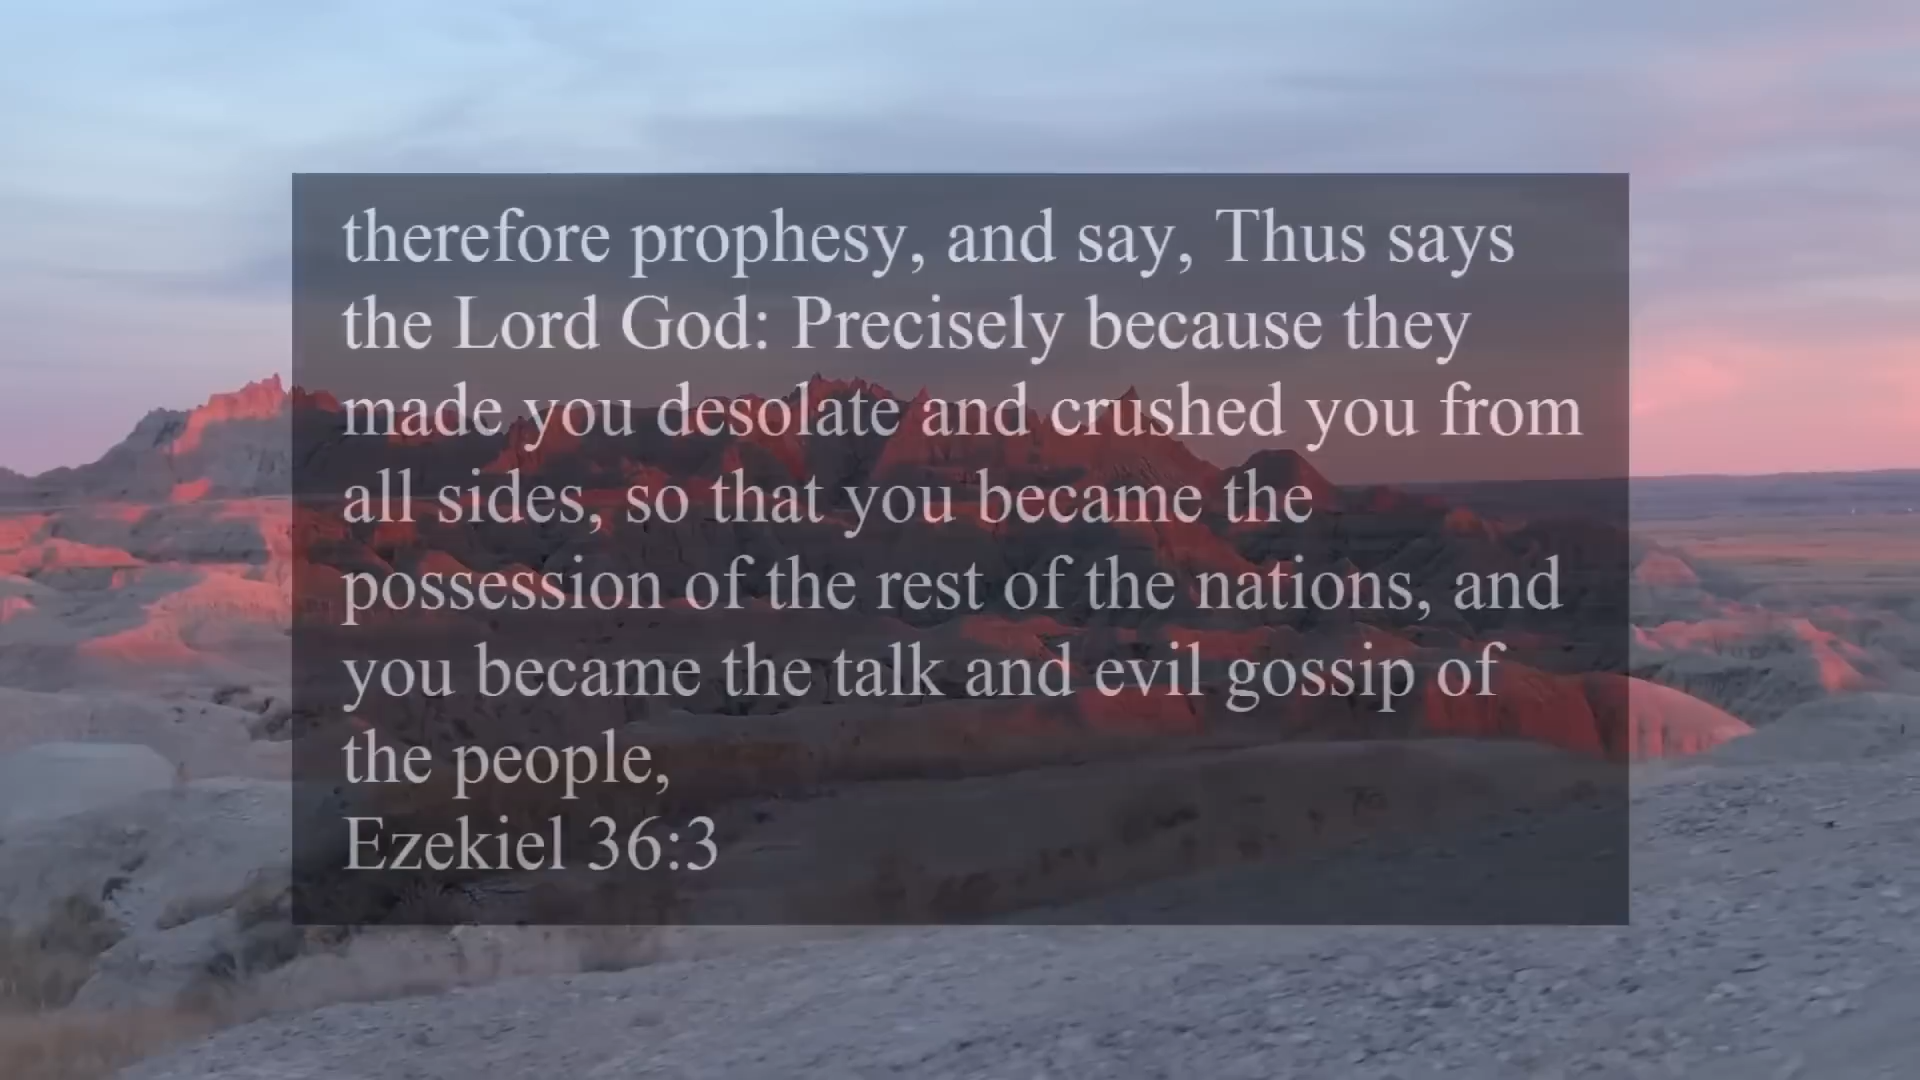 therefore prophesy, and say, Thus says
the Lord God: Precisely because they
made you desolate and crushed you from
all sides, so that you became the
possession of the rest of the nations, and
you became the talk and evil gossip of
the people,
Ezekiel 36:3